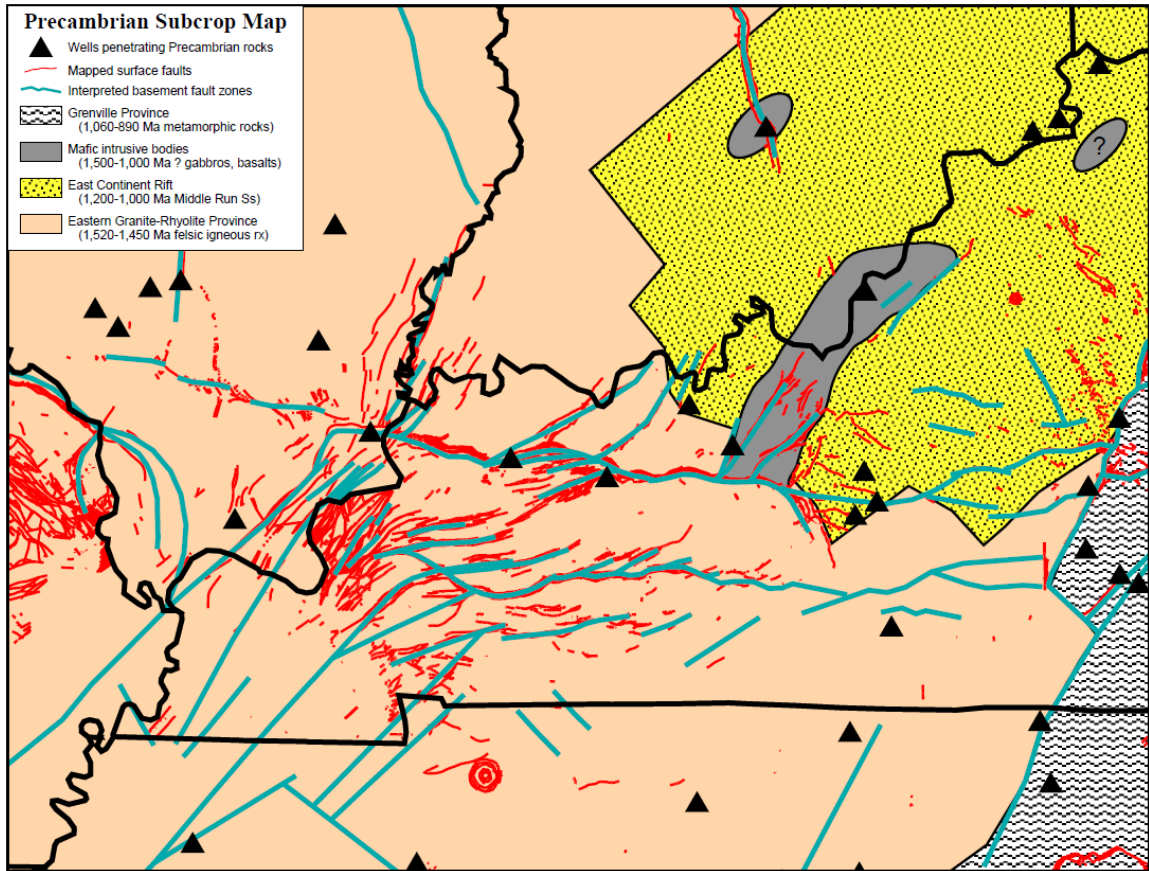 Precambrian Subcrop Map
Wells penetrating Precambrian rocks
Mapped surface faults
Interpreted basement fault zones
Grenville Province
(1,060-890 Ma metamorphic rocks)
Mafic intrusive bodies
(1,500-1,000 Ma ? gabbros, basalts)
East Continent Rift
(1,200-1,000 Ma Middle Run Ss)
Eastern Granite-Rhyolite Province
(1,520-1,450 Ma felsic igneous rx)
?